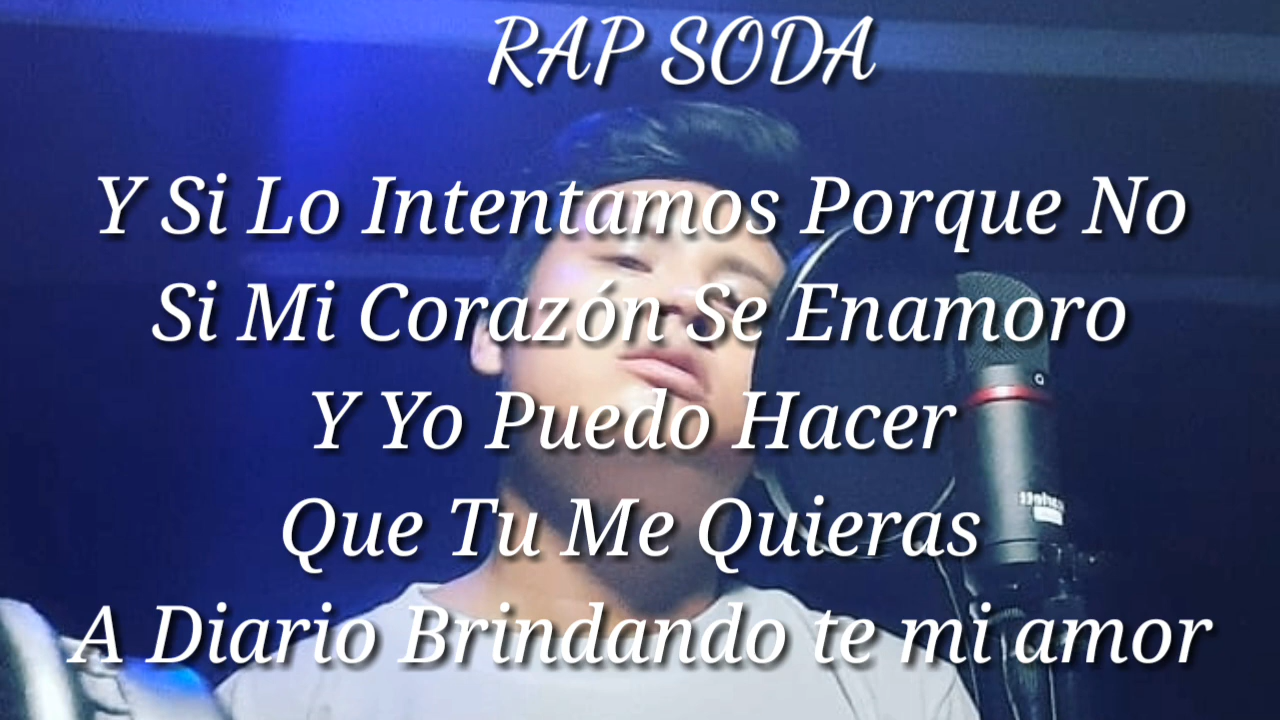 RAP SODA
Y Si Lo Intentamos Porque No
Si Mi Corazón Se Enamoro
Y Yo Puedo Hacer
Que Tu Me Quieras
A Diario Brindando te mi amor